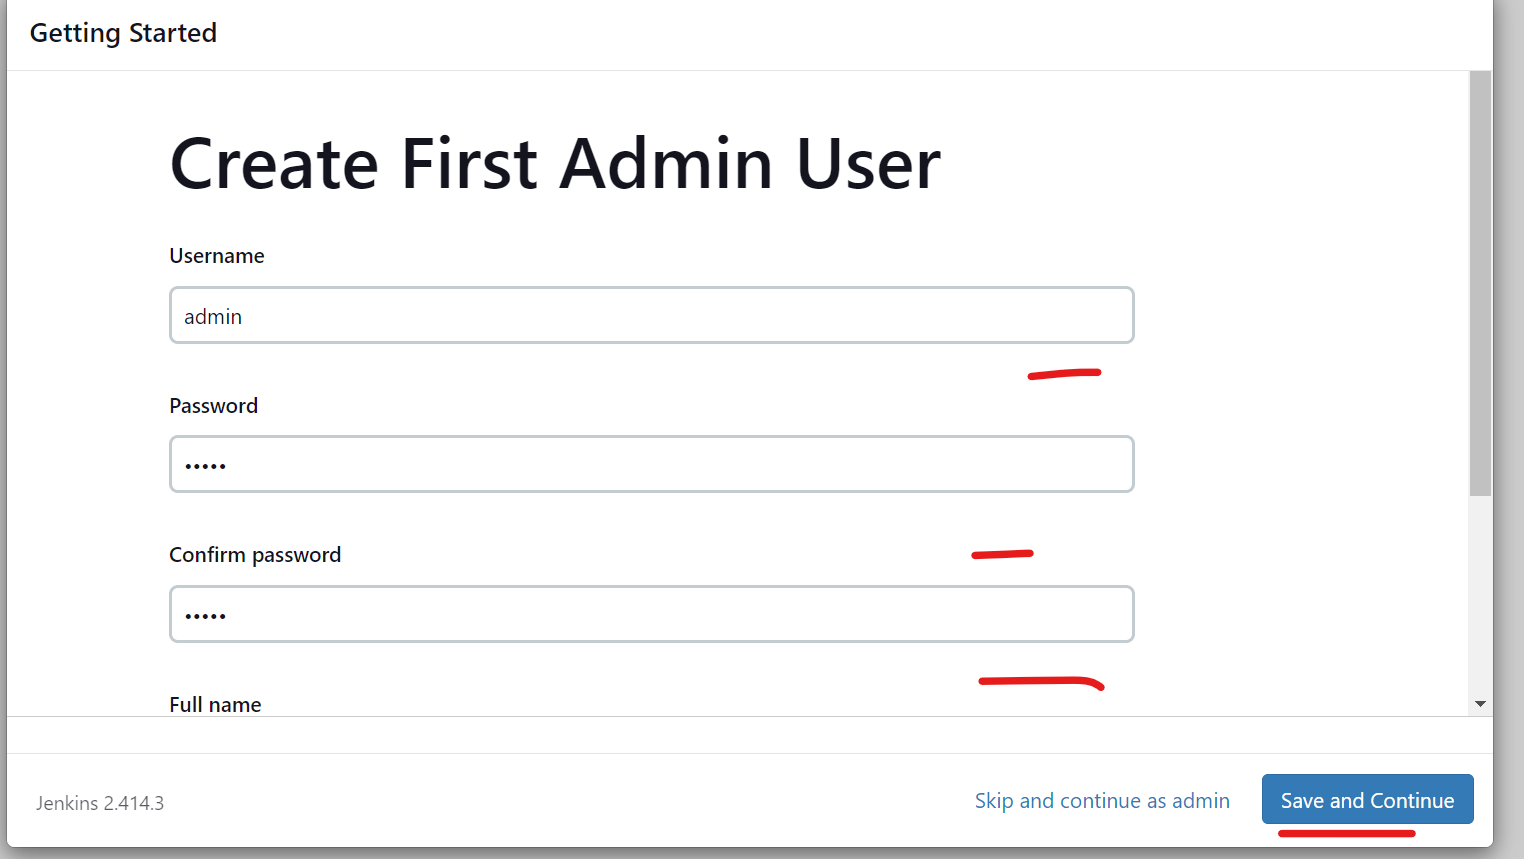 Getting Started
Create First Admin User
Username
admin
Password
•••••
Confirm password
•••••
Full name
Jenkins 2.414.3
Skip and continue as admin
Save and Continue